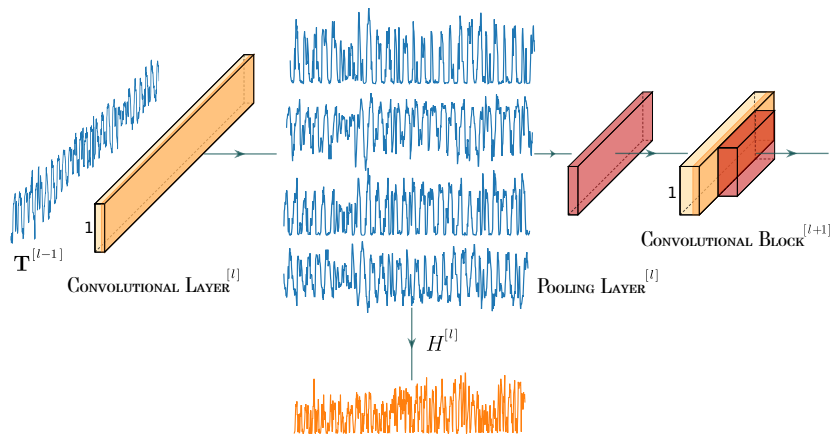 1
T[l−1]
Convolutional Layer[l]
Pooling Layer[l]
1
Convolutional Block[l+1]
H[l]